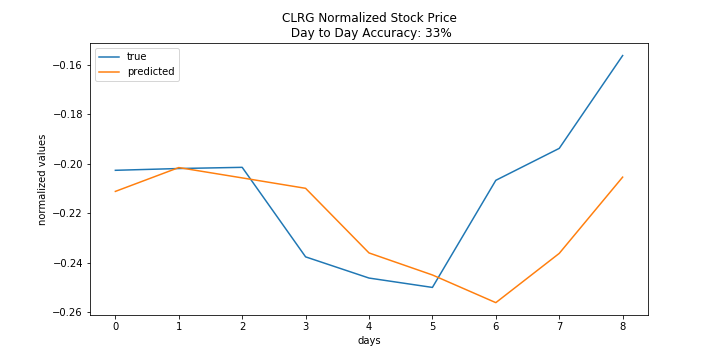 CLRG Normalized Stock Price
Day to Day Accuracy: 33%
true
predicted
normalized values
−0.16
−0.18
−0.20
−0.22
−0.24
−0.26
0 1 2 3 4 5 6 7 8
days